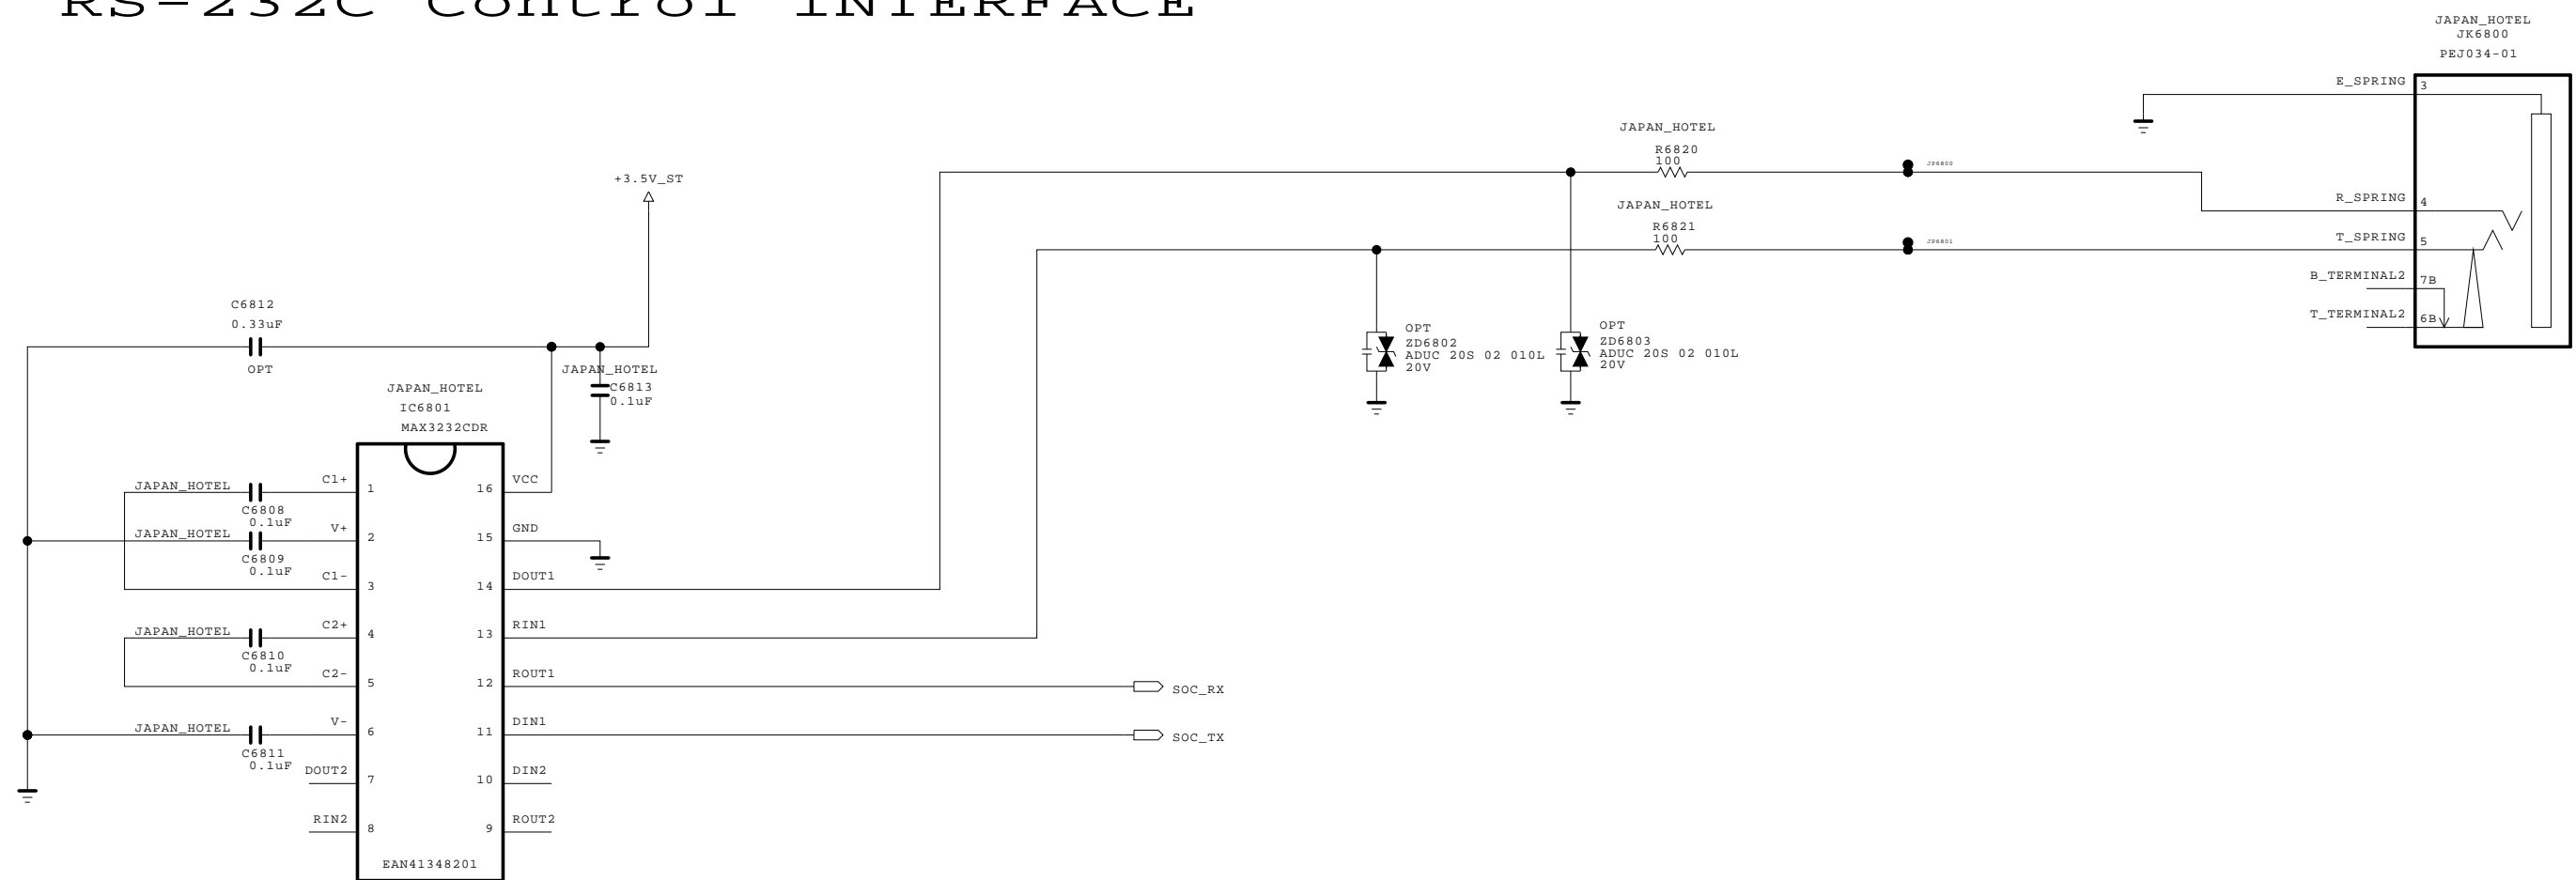 RS-232C Control INTERFACE
JAPAN_HOTEL
JK6800
PEJ034-01
E_SPRING
3
R_SPRING
4
T_SPRING
5
B_TERMINAL2
7B
T_TERMINAL2
6B
JAPAN_HOTEL
R6820
100
JP6800
JAPAN_HOTEL
R6821
100
JP6801
+3.5V_ST
C6812
0.33uF
OPT
JAPAN_HOTEL
C6813
0.1uF
OPT
ZD6802
ADUC 20S 02 010L
20V
OPT
ZD6803
ADUC 20S 02 010L
20V
JAPAN_HOTEL
IC6801
MAX3232CDR
JAPAN_HOTEL
C6808
0.1uF
C1+
1
JAPAN_HOTEL
C6809
0.1uF
V+
2
C1-
3
JAPAN_HOTEL
C6810
0.1uF
C2+
4
C2-
5
JAPAN_HOTEL
C6811
0.1uF
V-
6
DOUT2
7
RIN2
8
16
VCC
15
GND
14
DOUT1
13
RIN1
12
ROUT1
SOC_RX
11
DIN1
SOC_TX
10
DIN2
9
ROUT2
EAN41348201